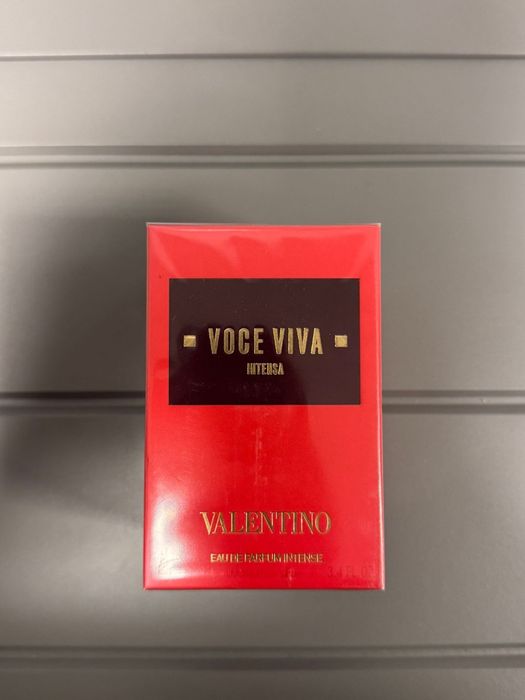 VOCE VIVA
INTENSA
VALENTINO
EAU DE PARFUM INTENSE